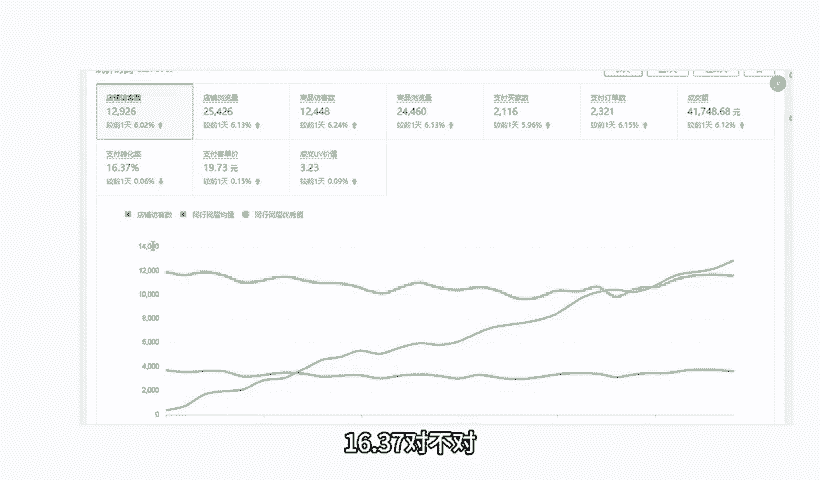 店铺访客数 店铺浏览量 商品访客数 商品浏览量 支付买家数 支付订单数 成交额
12,926 25,426 12,448 24,460 2,116 2,321 41,748.68 元
较前1天 6.02% 较前1天 6.13% 较前1天 6.24% 较前1天 6.13% 较前1天 5.96% 较前1天 6.15% 较前1天 6.12%
支付转化率 支付客单价 成交UV价值
16.37% 19.73 元 3.23
较前1天 0.06% 较前1天 0.15% 较前1天 0.09%
店铺访客数 同行同层均值 同行同层优秀值
14,000
12,000
10,000
8,000
6,000
4,000
2,000
0
16.37对不对